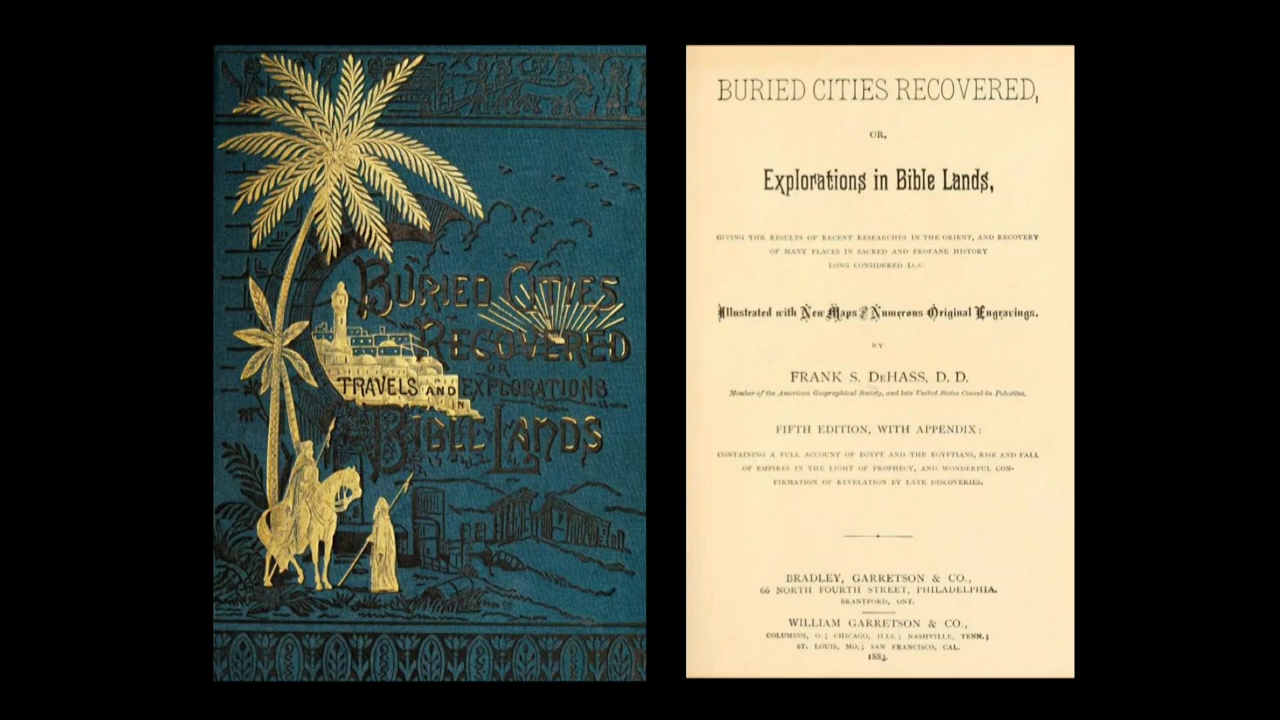 BURIED CITIES
RECOVERED
OR
TRAVELS AND EXPLORATIONS
IN
BIBLE LANDS
BURIED CITIES RECOVERED,
OR,
Explorations in Bible Lands,
GIVING THE RESULTS OF RECENT RESEARCHES IN THE ORIENT, AND RECOVERY
OF MANY PLACES IN SACRED AND PROFANE HISTORY
LONG CONSIDERED LOST.
Illustrated with New Maps and Numerous Original Engravings.
BY
FRANK S. DEHASS, D. D.
Member of the American Geographical Society, and late United States Consul in Palestine.
FIFTH EDITION, WITH APPENDIX:
CONTAINING A FULL ACCOUNT OF EGYPT AND THE EGYPTIANS, RISE AND FALL
OF EMPIRES IN THE LIGHT OF PROPHECY, AND WONDERFUL CON-
FIRMATION OF REVELATION BY LATE DISCOVERIES.
BRADLEY, GARRETSON & CO.,
66 NORTH FOURTH STREET, PHILADELPHIA.
BRANTFORD, ONT.
WILLIAM GARRETSON & CO.,
COLUMBUS, O.; CHICAGO, ILLS.; NASHVILLE, TENN.;
ST. LOUIS, MO.; SAN FRANCISCO, CAL.
1883.